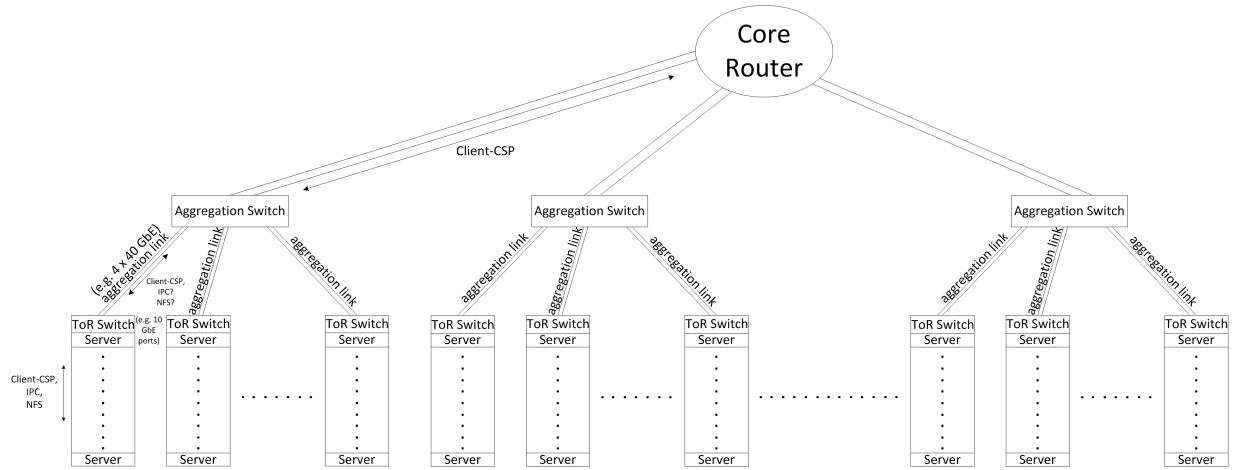 Core
Router
Client-CSP
Aggregation Switch
Aggregation Switch
Aggregation Switch
(e.g. 4 x 40 GbE)
aggregation link
aggregation link
aggregation link
aggregation link
aggregation link
aggregation link
aggregation link
aggregation link
aggregation link
Client-CSP,
IPC?
NFS?
ToR Switch
(e.g. 10
GbE
ports)
ToR Switch
ToR Switch
ToR Switch
ToR Switch
ToR Switch
ToR Switch
ToR Switch
ToR Switch
Server
Server
Server
Server
Server
Server
Server
Server
Server
Client-CSP,
IPC,
NFS
Server
Server
Server
Server
Server
Server
Server
Server
Server